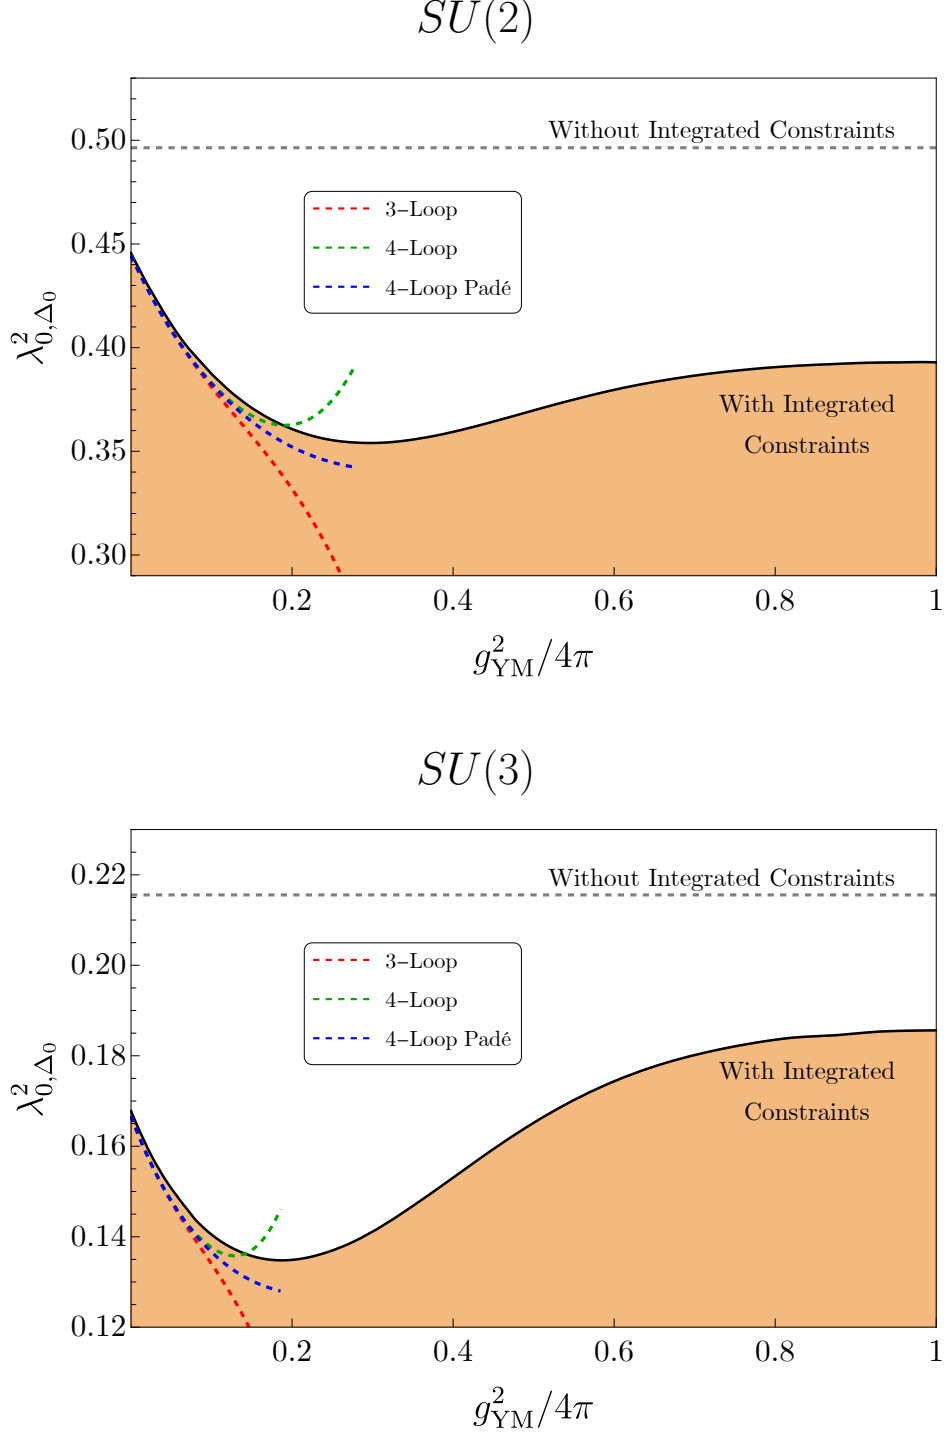 SU(2)
Without Integrated Constraints
0.50
3−Loop
0.45
4−Loop
4−Loop Padé
λ²₀,Δ₀
0.40
With Integrated
Constraints
0.35
0.30
0.2 0.4 0.6 0.8 1
g²_YM/4π
SU(3)
Without Integrated Constraints
0.22
3−Loop
0.20
4−Loop
4−Loop Padé
0.18
λ²₀,Δ₀
With Integrated
Constraints
0.16
0.14
0.12
0.2 0.4 0.6 0.8 1
g²_YM/4π